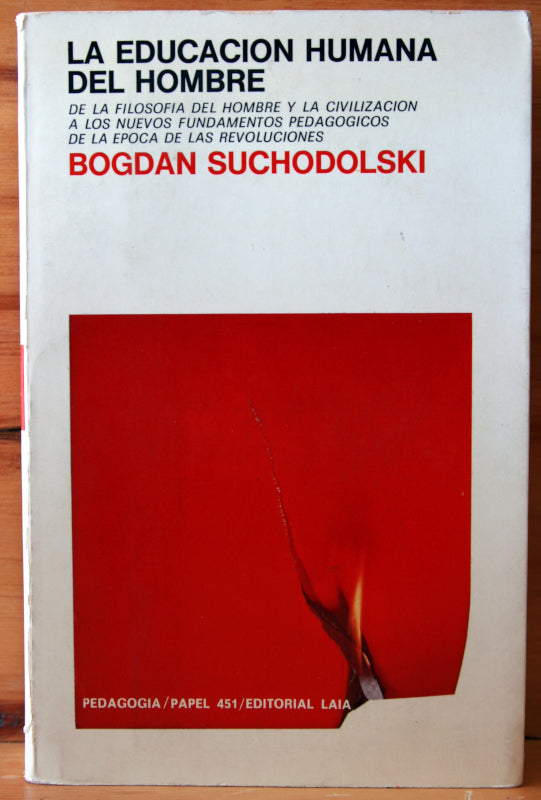 LA EDUCACION HUMANA
DEL HOMBRE
DE LA FILOSOFIA DEL HOMBRE Y LA CIVILIZACION
A LOS NUEVOS FUNDAMENTOS PEDAGOGICOS
DE LA EPOCA DE LAS REVOLUCIONES
BOGDAN SUCHODOLSKI
PEDAGOGIA/PAPEL 451/EDITORIAL LAIA